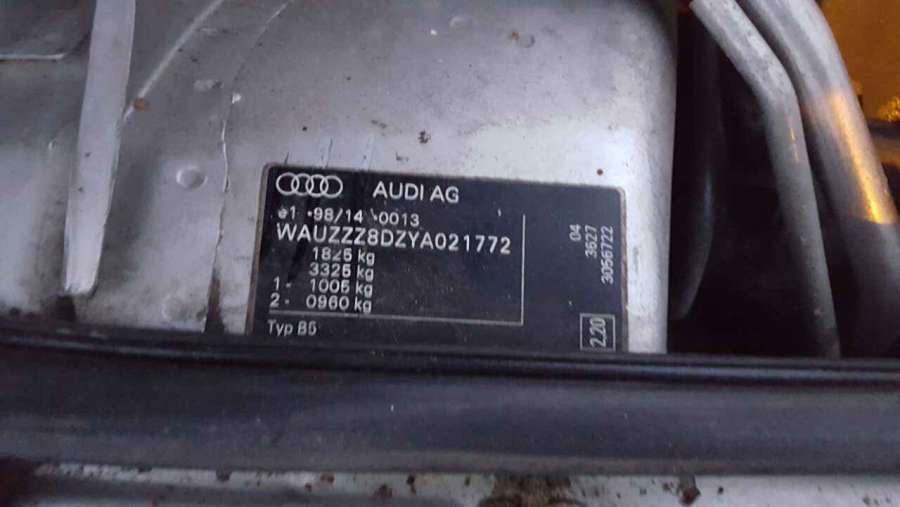 AUDI AG
e1 *98/14 *0013
WAUZZZ8DZYA021772
1825 kg
3325 kg
1- 1005 kg
2- 0960 kg
Typ B5
04
3627
3056722
2.20